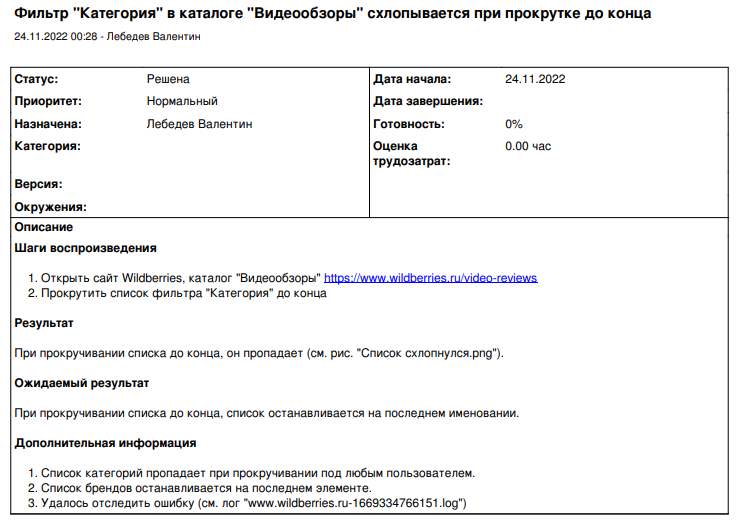 Фильтр "Категория" в каталоге "Видеообзоры" схлопывается при прокрутке до конца
24.11.2022 00:28 - Лебедев Валентин
Статус: Решена Дата начала: 24.11.2022
Приоритет: Нормальный Дата завершения:
Назначена: Лебедев Валентин Готовность: 0%
Категория: Оценка трудозатрат: 0.00 час
Версия:
Окружения:
Описание
Шаги воспроизведения
1. Открыть сайт Wildberries, каталог "Видеообзоры" https://www.wildberries.ru/video-reviews
2. Прокрутить список фильтра "Категория" до конца
Результат
При прокручивании списка до конца, он пропадает (см. рис. "Список схлопнулся.png").
Ожидаемый результат
При прокручивании списка до конца, список останавливается на последнем именовании.
Дополнительная информация
1. Список категорий пропадает при прокручивании под любым пользователем.
2. Список брендов останавливается на последнем элементе.
3. Удалось отследить ошибку (см. лог "www.wildberries.ru-1669334766151.log")